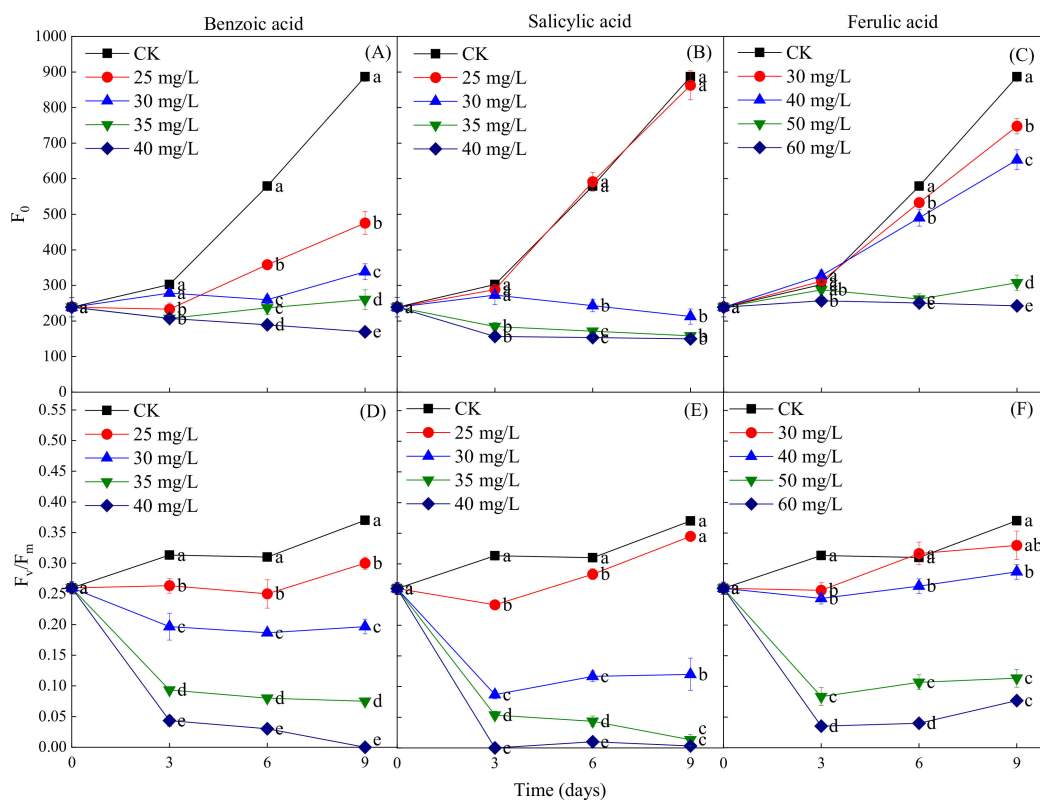 Benzoic acid
Salicylic acid
Ferulic acid
1000
900
800
700
600
500
400
300
200
100
0
F0
(A)
CK
25 mg/L
30 mg/L
35 mg/L
40 mg/L
a
a
a
b
a
b
b
c
d
a
b
c
d
e
(B)
CK
25 mg/L
30 mg/L
35 mg/L
40 mg/L
a
a
a
a
b
b
a
a
b
c
c
a
a
b
b
b
(C)
CK
30 mg/L
40 mg/L
50 mg/L
60 mg/L
a
a
a
ab
b
a
b
b
c
c
a
b
c
d
e
0.55
0.50
0.45
0.40
0.35
0.30
0.25
0.20
0.15
0.10
0.05
0.00
Fv/Fm
(D)
CK
25 mg/L
30 mg/L
35 mg/L
40 mg/L
a
a
b
c
d
e
a
b
c
d
e
a
b
c
d
e
(E)
CK
25 mg/L
30 mg/L
35 mg/L
40 mg/L
a
a
b
c
d
e
a
b
c
d
e
a
a
b
c
c
(F)
CK
30 mg/L
40 mg/L
50 mg/L
60 mg/L
a
a
b
b
c
d
a
a
b
c
d
a
ab
b
c
c
0 3 6 9
0 3 6 9
0 3 6 9
Time (days)